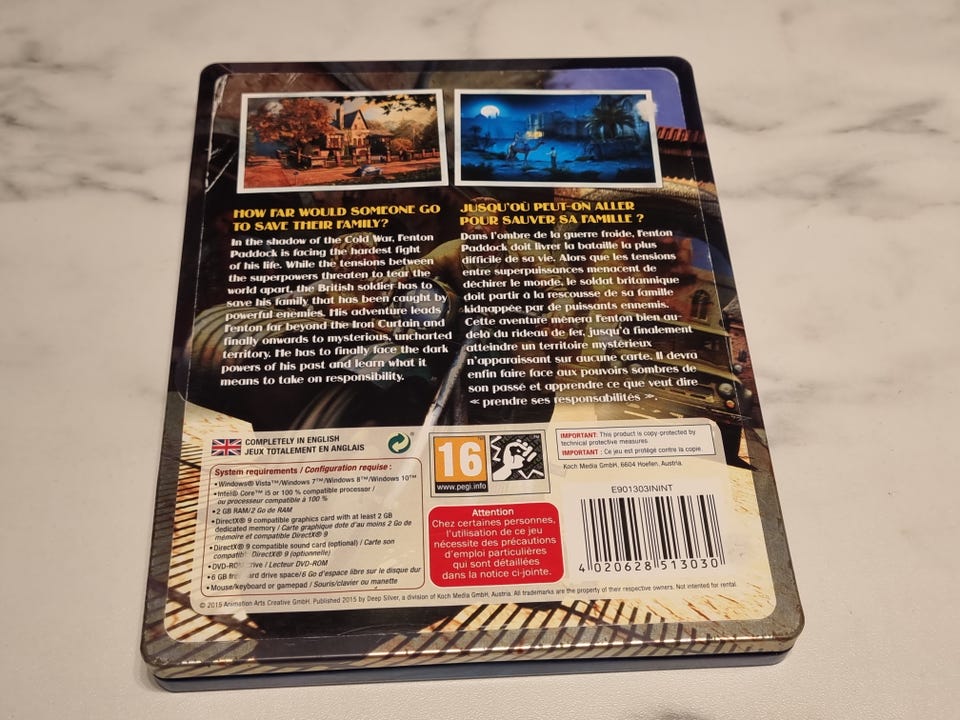 HOW FAR WOULD SOMEONE GO
TO SAVE THEIR FAMILY?
In the shadow of the Cold War, Fenton
Paddock is facing the hardest fight
of his life. While the tensions between
the superpowers threaten to tear the
world apart, the British soldier has to
save his family that has been caught by
powerful enemies. His adventure leads
Fenton far beyond the Iron Curtain and
finally onwards to mysterious, uncharted
territory. He has to finally face the dark
powers of his past and learn what it
means to take on responsibility.
JUSQU'OÙ PEUT-ON ALLER
POUR SAUVER SA FAMILLE ?
Dans l'ombre de la guerre froide, Fenton
Paddock doit livrer la bataille la plus
difficile de sa vie. Alors que les tensions
entre superpuissances menacent de
déchirer le monde, le soldat britannique
doit partir à la rescousse de sa famille
kidnappée par de puissants ennemis.
Cette aventure mènera Fenton bien au-
delà du rideau de fer, jusqu'à finalement
atteindre un territoire mystérieux
n'apparaissant sur aucune carte. Il devra
enfin faire face aux pouvoirs sombres de
son passé et apprendre ce que veut dire
« prendre ses responsabilités ».
COMPLETELY IN ENGLISH
JEUX TOTALEMENT EN ANGLAIS
System requirements / Configuration requise :
• Windows® Vista™/Windows 7™/Windows 8™/Windows 10™
• Intel® Core™ i5 or 100 % compatible processor /
ou processeur compatible à 100 %
• 2 GB RAM/2 Go de RAM
• DirectX® 9 compatible graphics card with at least 2 GB
dedicated memory / Carte graphique dote d'au moins 2 Go de
mémoire et compatible DirectX® 9
• DirectX® 9 compatible sound card (optional) / Carte son
compatible DirectX® 9 (optionnelle)
• DVD-ROM / Lecteur DVD-ROM
• 6 GB hard drive space/6 Go d'espace libre sur le disque dur
• Mouse/keyboard or gamepad / Souris/clavier ou manette
16
www.pegi.info
Attention
Chez certaines personnes,
l'utilisation de ce jeu
nécessite des précautions
d'emploi particulières
qui sont détaillées
dans la notice ci-jointe.
IMPORTANT: This product is copy-protected by
technical protective measures.
IMPORTANT : Ce jeu est protégé contre la copie.
Koch Media GmbH, 6604 Hoefen, Austria.
E901303ININT
4 020628 513030
© 2015 Animation Arts Creative GmbH. Published 2015 by Deep Silver, a division of Koch Media GmbH, Austria. All trademarks are the property of their respective owners. Not intended for rental.